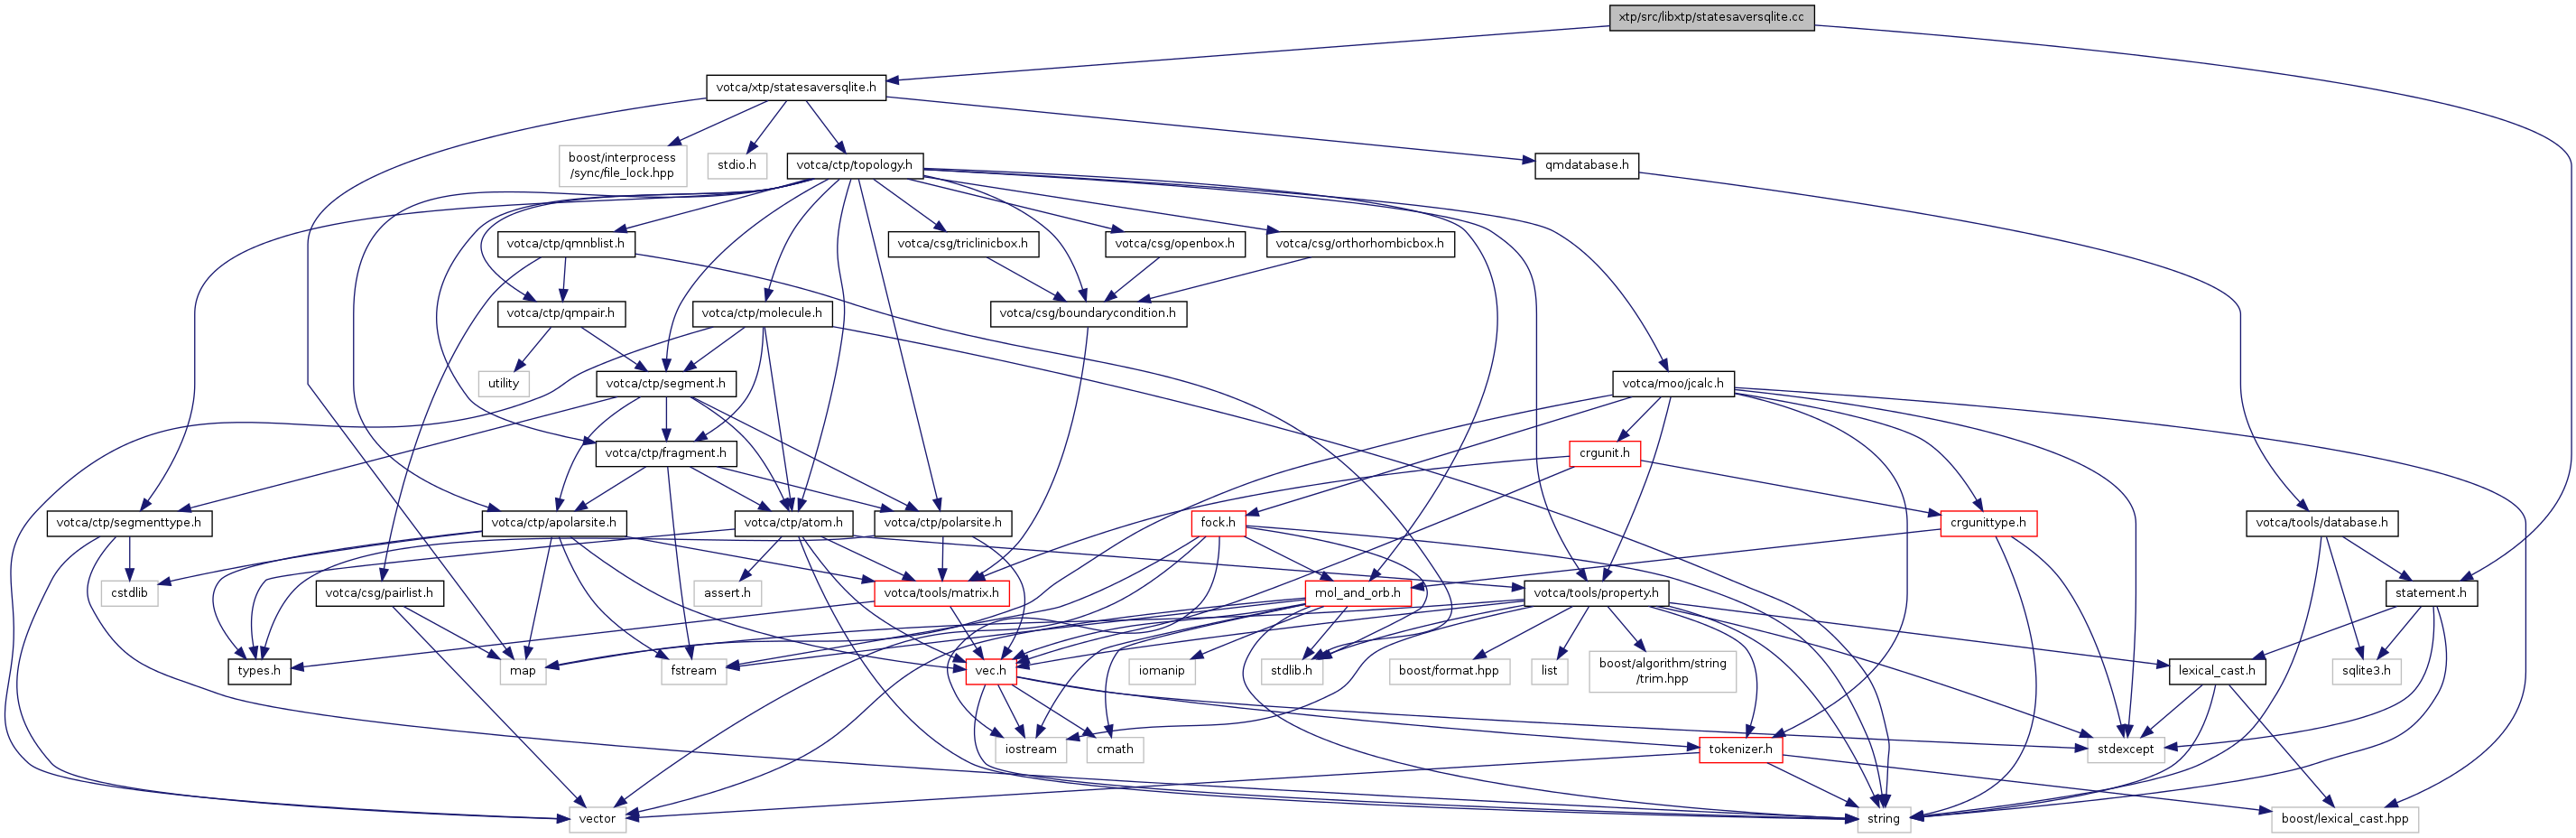 xtp/src/libxtp/statesaversqlite.cc
votca/xtp/statesaversqlite.h
boost/interprocess
/sync/file_lock.hpp
stdio.h
votca/ctp/topology.h
qmdatabase.h
votca/ctp/qmnblist.h
votca/csg/triclinicbox.h
votca/csg/openbox.h
votca/csg/orthorhombicbox.h
votca/ctp/qmpair.h
votca/ctp/molecule.h
votca/csg/boundarycondition.h
utility
votca/ctp/segment.h
votca/moo/jcalc.h
votca/ctp/fragment.h
crgunit.h
votca/ctp/segmenttype.h
votca/ctp/apolarsite.h
votca/ctp/atom.h
votca/ctp/polarsite.h
fock.h
crgunittype.h
votca/tools/database.h
cstdlib
votca/csg/pairlist.h
assert.h
votca/tools/matrix.h
mol_and_orb.h
votca/tools/property.h
statement.h
types.h
map
fstream
vec.h
iomanip
stdlib.h
boost/format.hpp
list
boost/algorithm/string
/trim.hpp
lexical_cast.h
sqlite3.h
iostream
cmath
tokenizer.h
stdexcept
vector
string
boost/lexical_cast.hpp